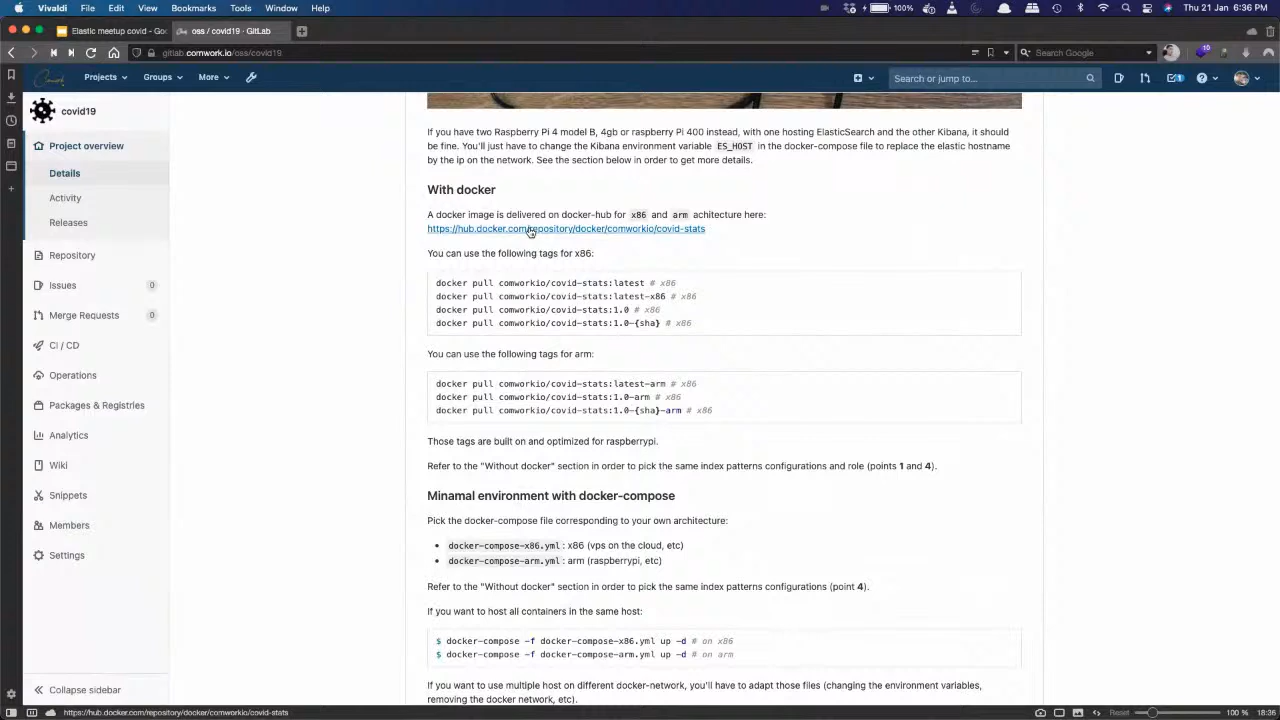 Vivaldi File Edit View Bookmarks Tools Window Help
100% Thu 21 Jan 6:36 PM
Elastic meetup covid - Goo
oss / covid19 · GitLab
gitlab.comwork.io/oss/covid19
Search Google
10
Projects Groups More
Search or jump to...
1
covid19
Project overview
Details
Activity
Releases
Repository
Issues 0
Merge Requests 0
CI / CD
Operations
Packages & Registries
Analytics
Wiki
Snippets
Members
Settings
Collapse sidebar
If you have two Raspberry Pi 4 model B, 4gb or raspberry Pi 400 instead, with one hosting ElasticSearch and the other Kibana, it should
be fine. You'll just have to change the Kibana environment variable ES_HOST in the docker-compose file to replace the elastic hostname
by the ip on the network. See the section below in order to get more details.
With docker
A docker image is delivered on docker-hub for x86 and arm achitecture here:
https://hub.docker.com/repository/docker/comworkio/covid-stats
You can use the following tags for x86:
docker pull comworkio/covid-stats:latest # x86
docker pull comworkio/covid-stats:latest-x86 # x86
docker pull comworkio/covid-stats:1.0 # x86
docker pull comworkio/covid-stats:1.0-{sha} # x86
You can use the following tags for arm:
docker pull comworkio/covid-stats:latest-arm # x86
docker pull comworkio/covid-stats:1.0-arm # x86
docker pull comworkio/covid-stats:1.0-{sha}-arm # x86
Those tags are built on and optimized for raspberrypi.
Refer to the "Without docker" section in order to pick the same index patterns configurations and role (points 1 and 4).
Minamal environment with docker-compose
Pick the docker-compose file corresponding to your own architecture:
• docker-compose-x86.yml : x86 (vps on the cloud, etc)
• docker-compose-arm.yml : arm (raspberrypi, etc)
Refer to the "Without docker" section in order to pick the same index patterns configurations (point 4).
If you want to host all containers in the same host:
$ docker-compose -f docker-compose-x86.yml up -d # on x86
$ docker-compose -f docker-compose-arm.yml up -d # on arm
If you want to use multiple host on different docker-network, you'll have to adapt those files (changing the environment variables,
removing the docker network, etc).
https://hub.docker.com/repository/docker/comworkio/covid-stats
Reset 100 % 18:36